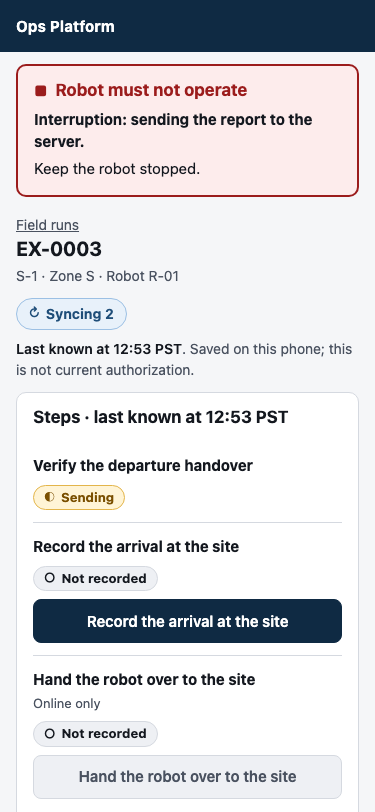 Ops Platform
Robot must not operate
Interruption: sending the report to the
server.
Keep the robot stopped.
Field runs
EX-0003
S-1 · Zone S · Robot R-01
Syncing 2
Last known at 12:53 PST. Saved on this phone; this
is not current authorization.
Steps · last known at 12:53 PST
Verify the departure handover
Sending
Record the arrival at the site
Not recorded
Record the arrival at the site
Hand the robot over to the site
Online only
Not recorded
Hand the robot over to the site